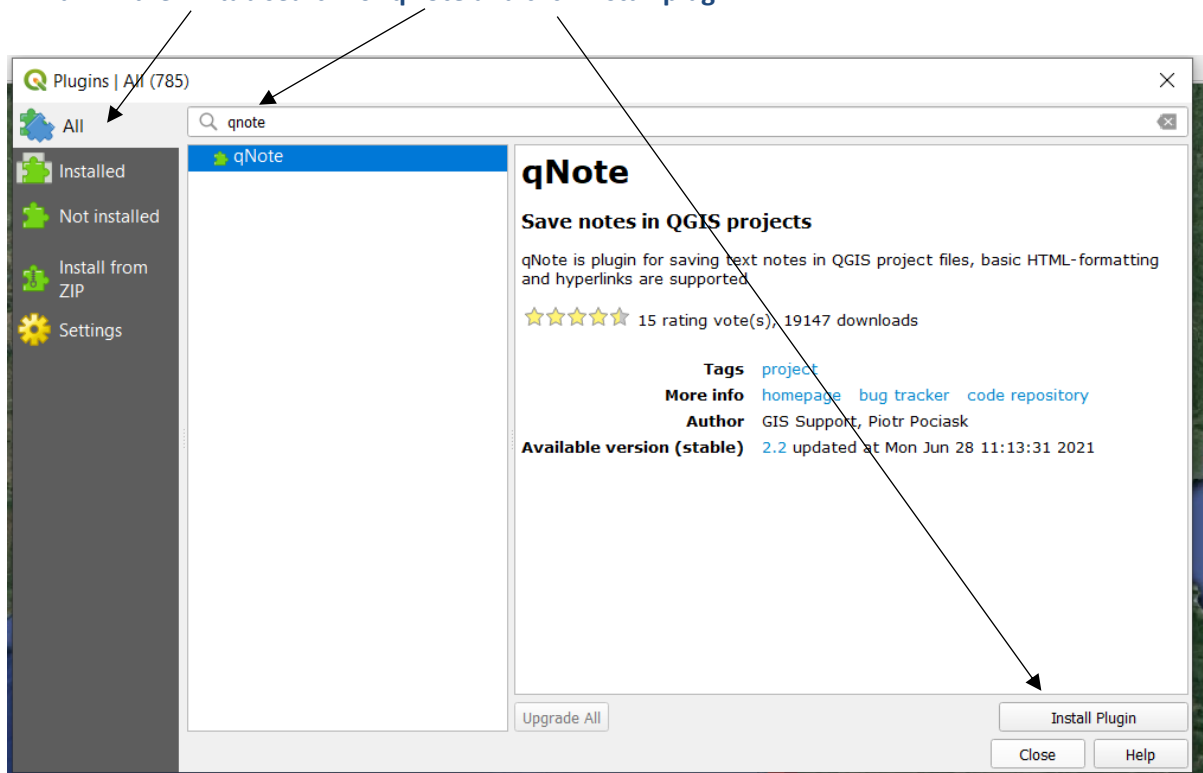 Plugins | All (785)
All
qnote
Installed
Not installed
Install from
ZIP
Settings
qNote
qNote
Save notes in QGIS projects
qNote is plugin for saving text notes in QGIS project files, basic HTML-formatting
and hyperlinks are supported
15 rating vote(s), 19147 downloads
Tags project
More info homepage bug tracker code repository
Author GIS Support, Piotr Pociask
Available version (stable) 2.2 updated at Mon Jun 28 11:13:31 2021
Upgrade All
Install Plugin
Close Help